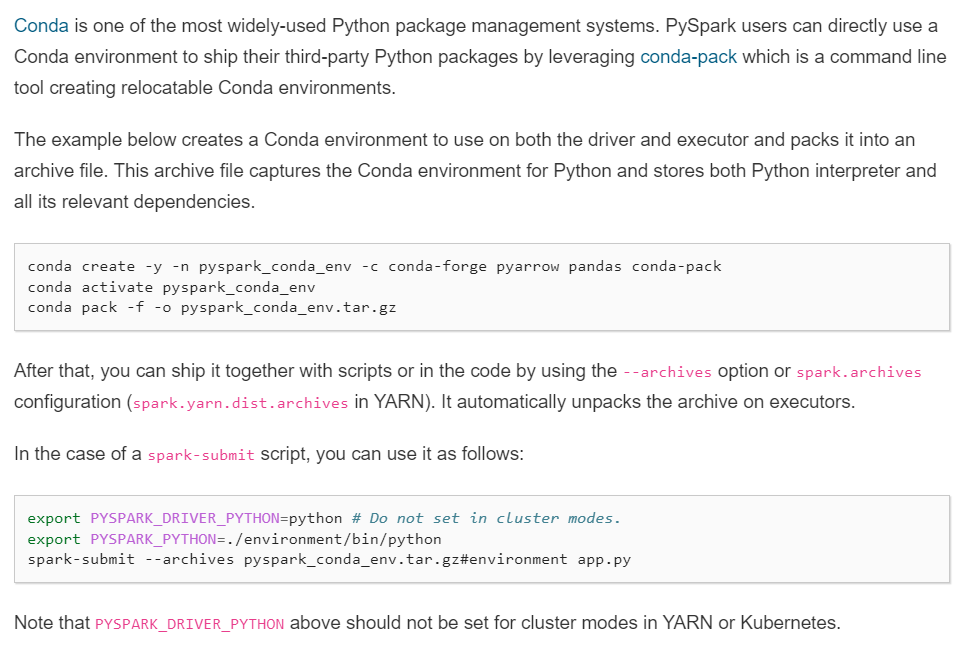 Conda is one of the most widely-used Python package management systems. PySpark users can directly use a
Conda environment to ship their third-party Python packages by leveraging conda-pack which is a command line
tool creating relocatable Conda environments.
The example below creates a Conda environment to use on both the driver and executor and packs it into an
archive file. This archive file captures the Conda environment for Python and stores both Python interpreter and
all its relevant dependencies.
conda create -y -n pyspark_conda_env -c conda-forge pyarrow pandas conda-pack
conda activate pyspark_conda_env
conda pack -f -o pyspark_conda_env.tar.gz
After that, you can ship it together with scripts or in the code by using the --archives option or spark.archives
configuration (spark.yarn.dist.archives in YARN). It automatically unpacks the archive on executors.
In the case of a spark-submit script, you can use it as follows:
export PYSPARK_DRIVER_PYTHON=python # Do not set in cluster modes.
export PYSPARK_PYTHON=./environment/bin/python
spark-submit --archives pyspark_conda_env.tar.gz#environment app.py
Note that PYSPARK_DRIVER_PYTHON above should not be set for cluster modes in YARN or Kubernetes.